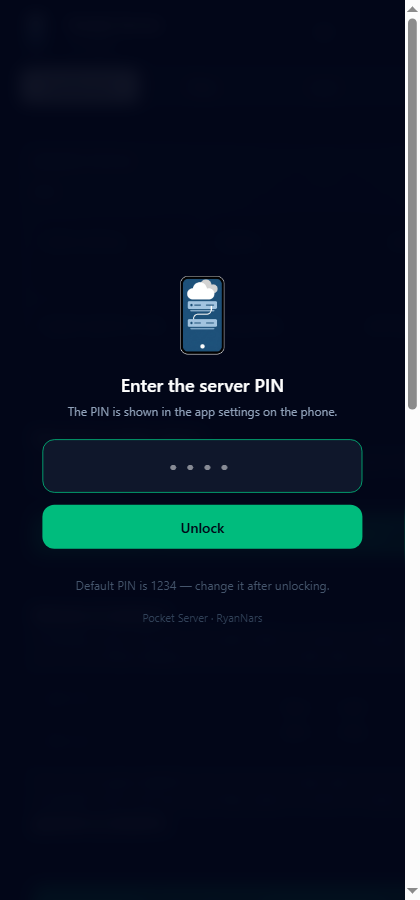 Enter the server PIN
The PIN is shown in the app settings on the phone.
Unlock
Default PIN is 1234 — change it after unlocking.
Pocket Server · RyanNars